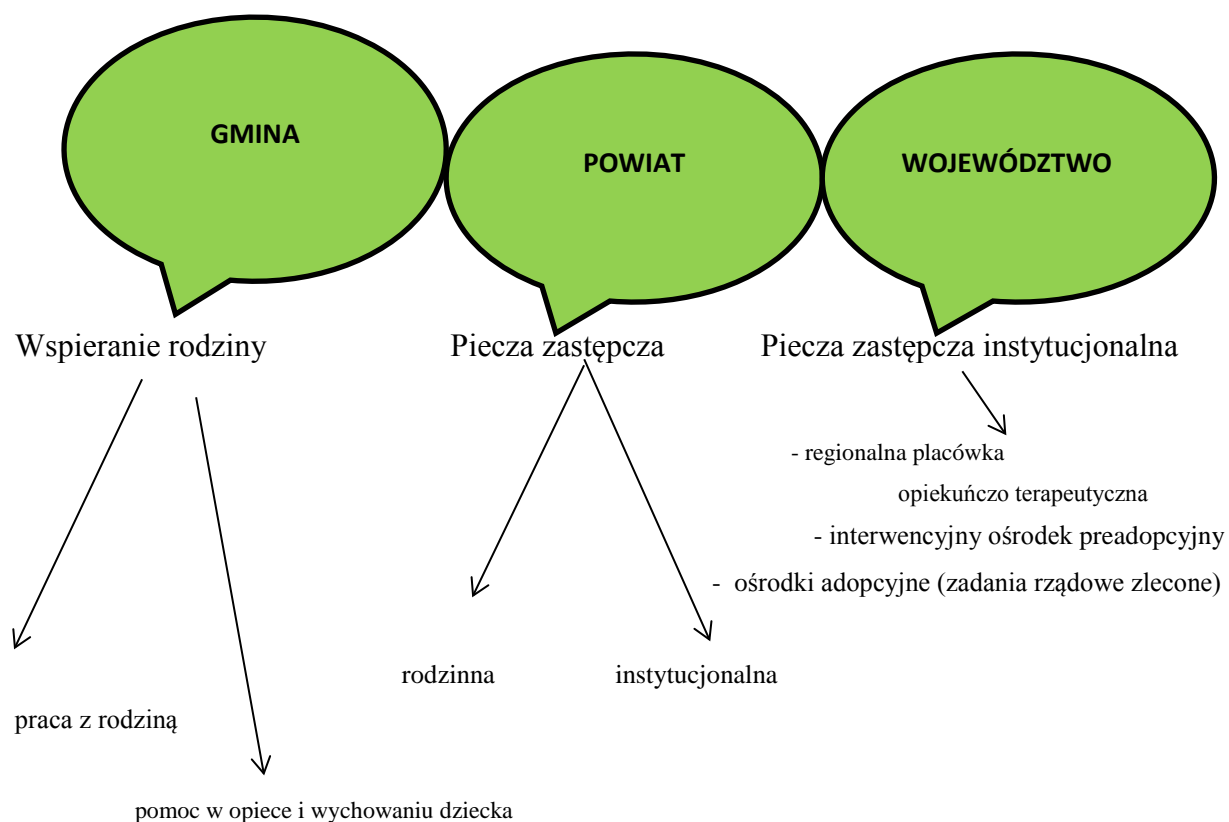 GMINA
POWIAT
WOJEWÓDZTWO
Wspieranie rodziny
Piecza zastępcza
Piecza zastępcza instytucjonalna
- regionalna placówka
opiekuńczo terapeutyczna
- interwencyjny ośrodek preadopcyjny
- ośrodki adopcyjne (zadania rządowe zlecone)
rodzinna
instytucjonalna
praca z rodziną
pomoc w opiece i wychowaniu dziecka